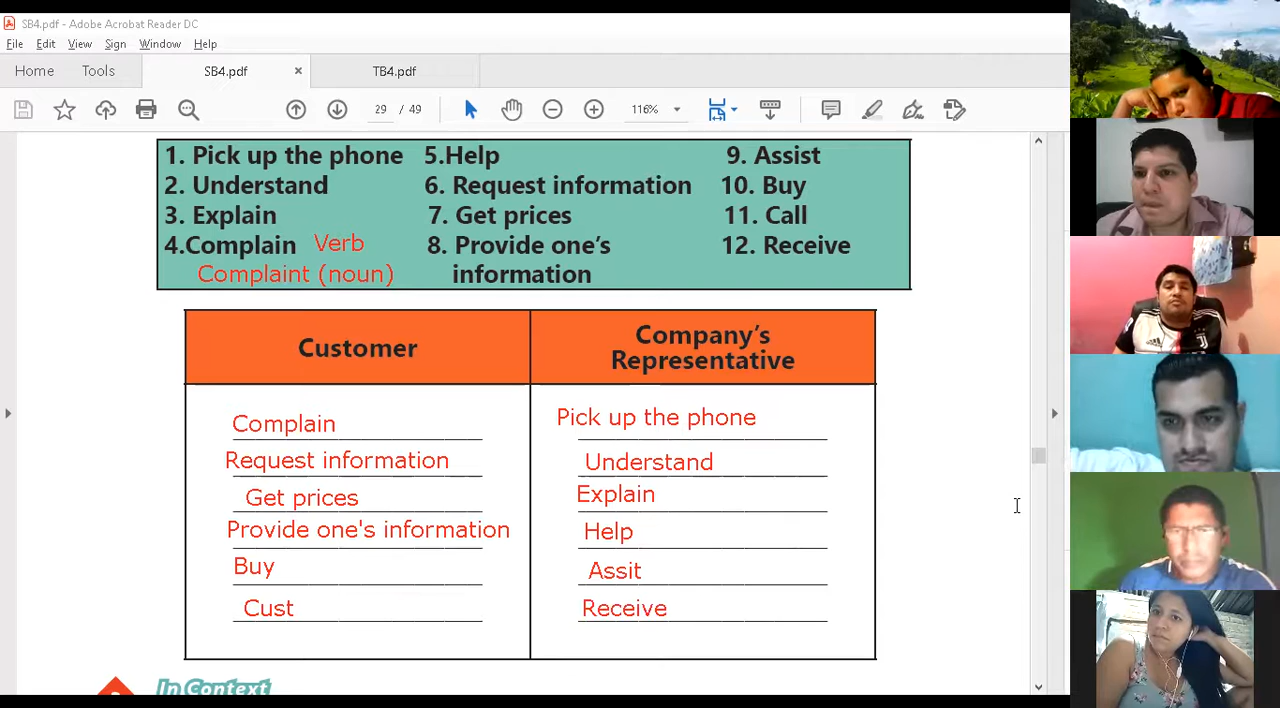 SB4.pdf - Adobe Acrobat Reader DC
File Edit View Sign Window Help
Home Tools SB4.pdf × TB4.pdf
29 / 49 116%
1. Pick up the phone 5.Help 9. Assist
2. Understand 6. Request information 10. Buy
3. Explain 7. Get prices 11. Call
4.Complain Verb 8. Provide one's 12. Receive
Complaint (noun) information
Customer Company's
Representative
Complain Pick up the phone
Request information Understand
Get prices Explain
Provide one's information Help
Buy Assit
Cust Receive
In Context